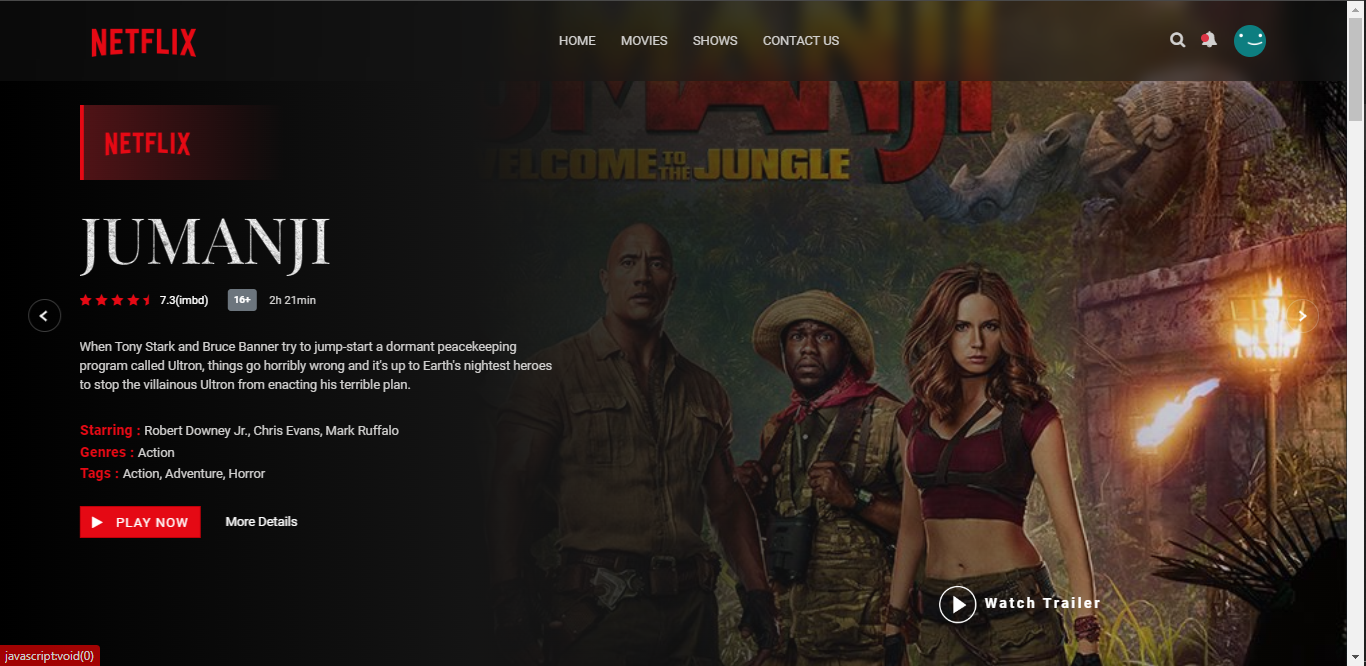 NETFLIX
HOME MOVIES SHOWS CONTACT US
NETFLIX
UMANJI
WELCOME TO THE JUNGLE
JUMANJI
7.3(imbd) 16+ 2h 21min
When Tony Stark and Bruce Banner try to jump-start a dormant peacekeeping
program called Ultron, things go horribly wrong and it's up to Earth's nightest heroes
to stop the villainous Ultron from enacting his terrible plan.
Starring : Robert Downey Jr., Chris Evans, Mark Ruffalo
Genres : Action
Tags : Action, Adventure, Horror
PLAY NOW More Details
Watch Trailer
javascript:void(0)